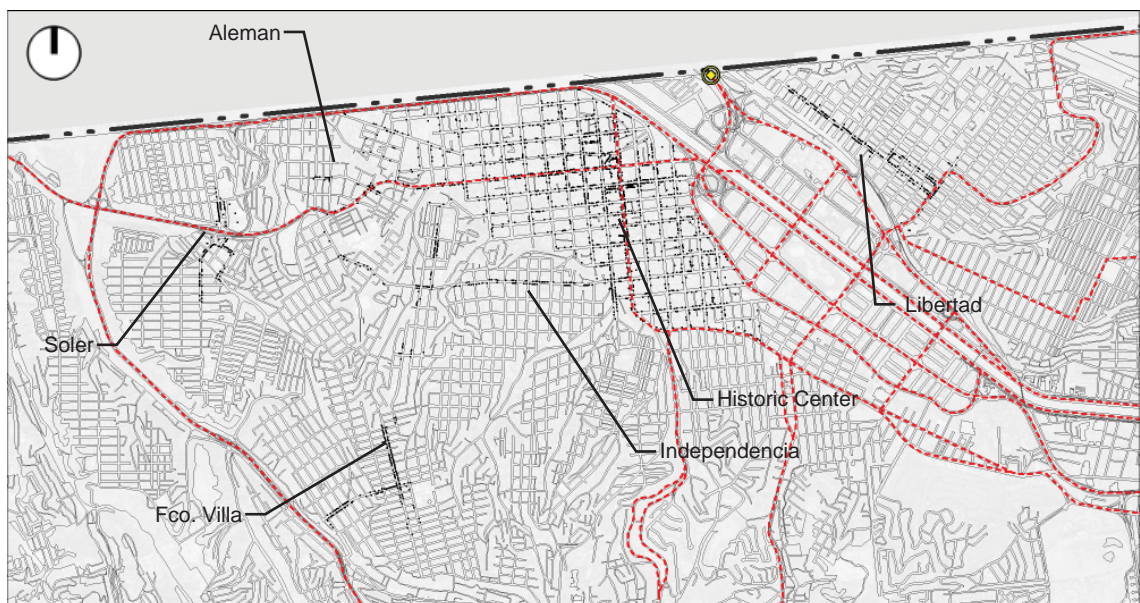 Aleman
Libertad
Soler
Historic Center
Independencia
Fco. Villa